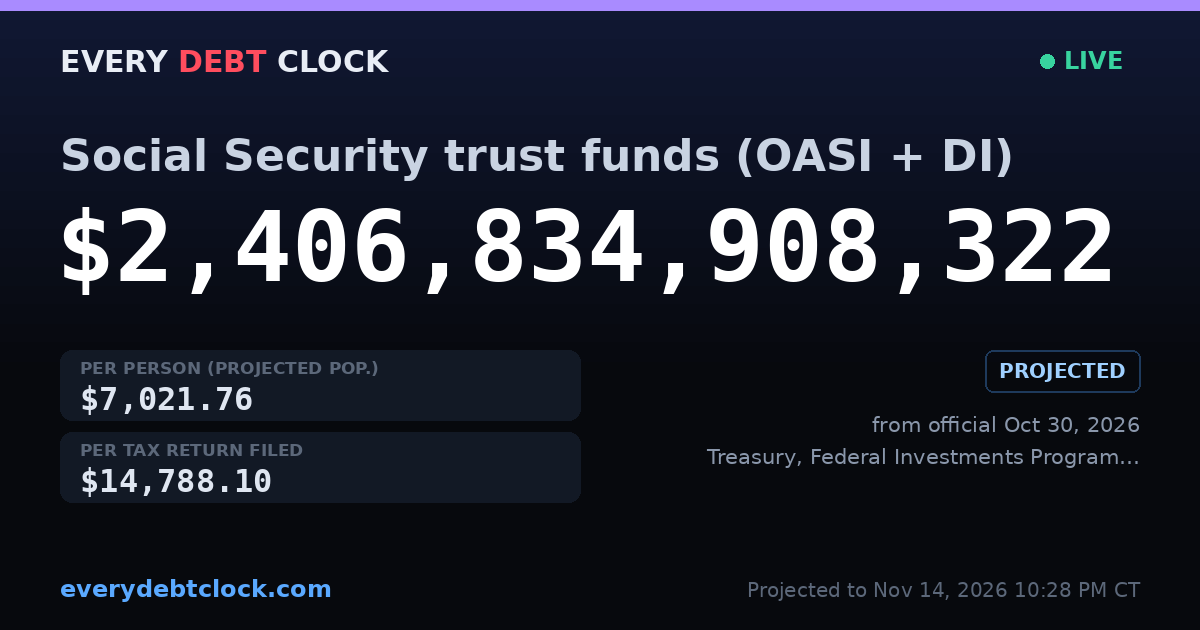 EVERY DEBT CLOCK
LIVE
Social Security trust funds (OASI + DI)
$2,406,834,908,322
PER PERSON (PROJECTED POP.)
$7,021.76
PER TAX RETURN FILED
$14,788.10
PROJECTED
from official Oct 30, 2026
Treasury, Federal Investments Program...
everydebtclock.com
Projected to Nov 14, 2026 10:28 PM CT